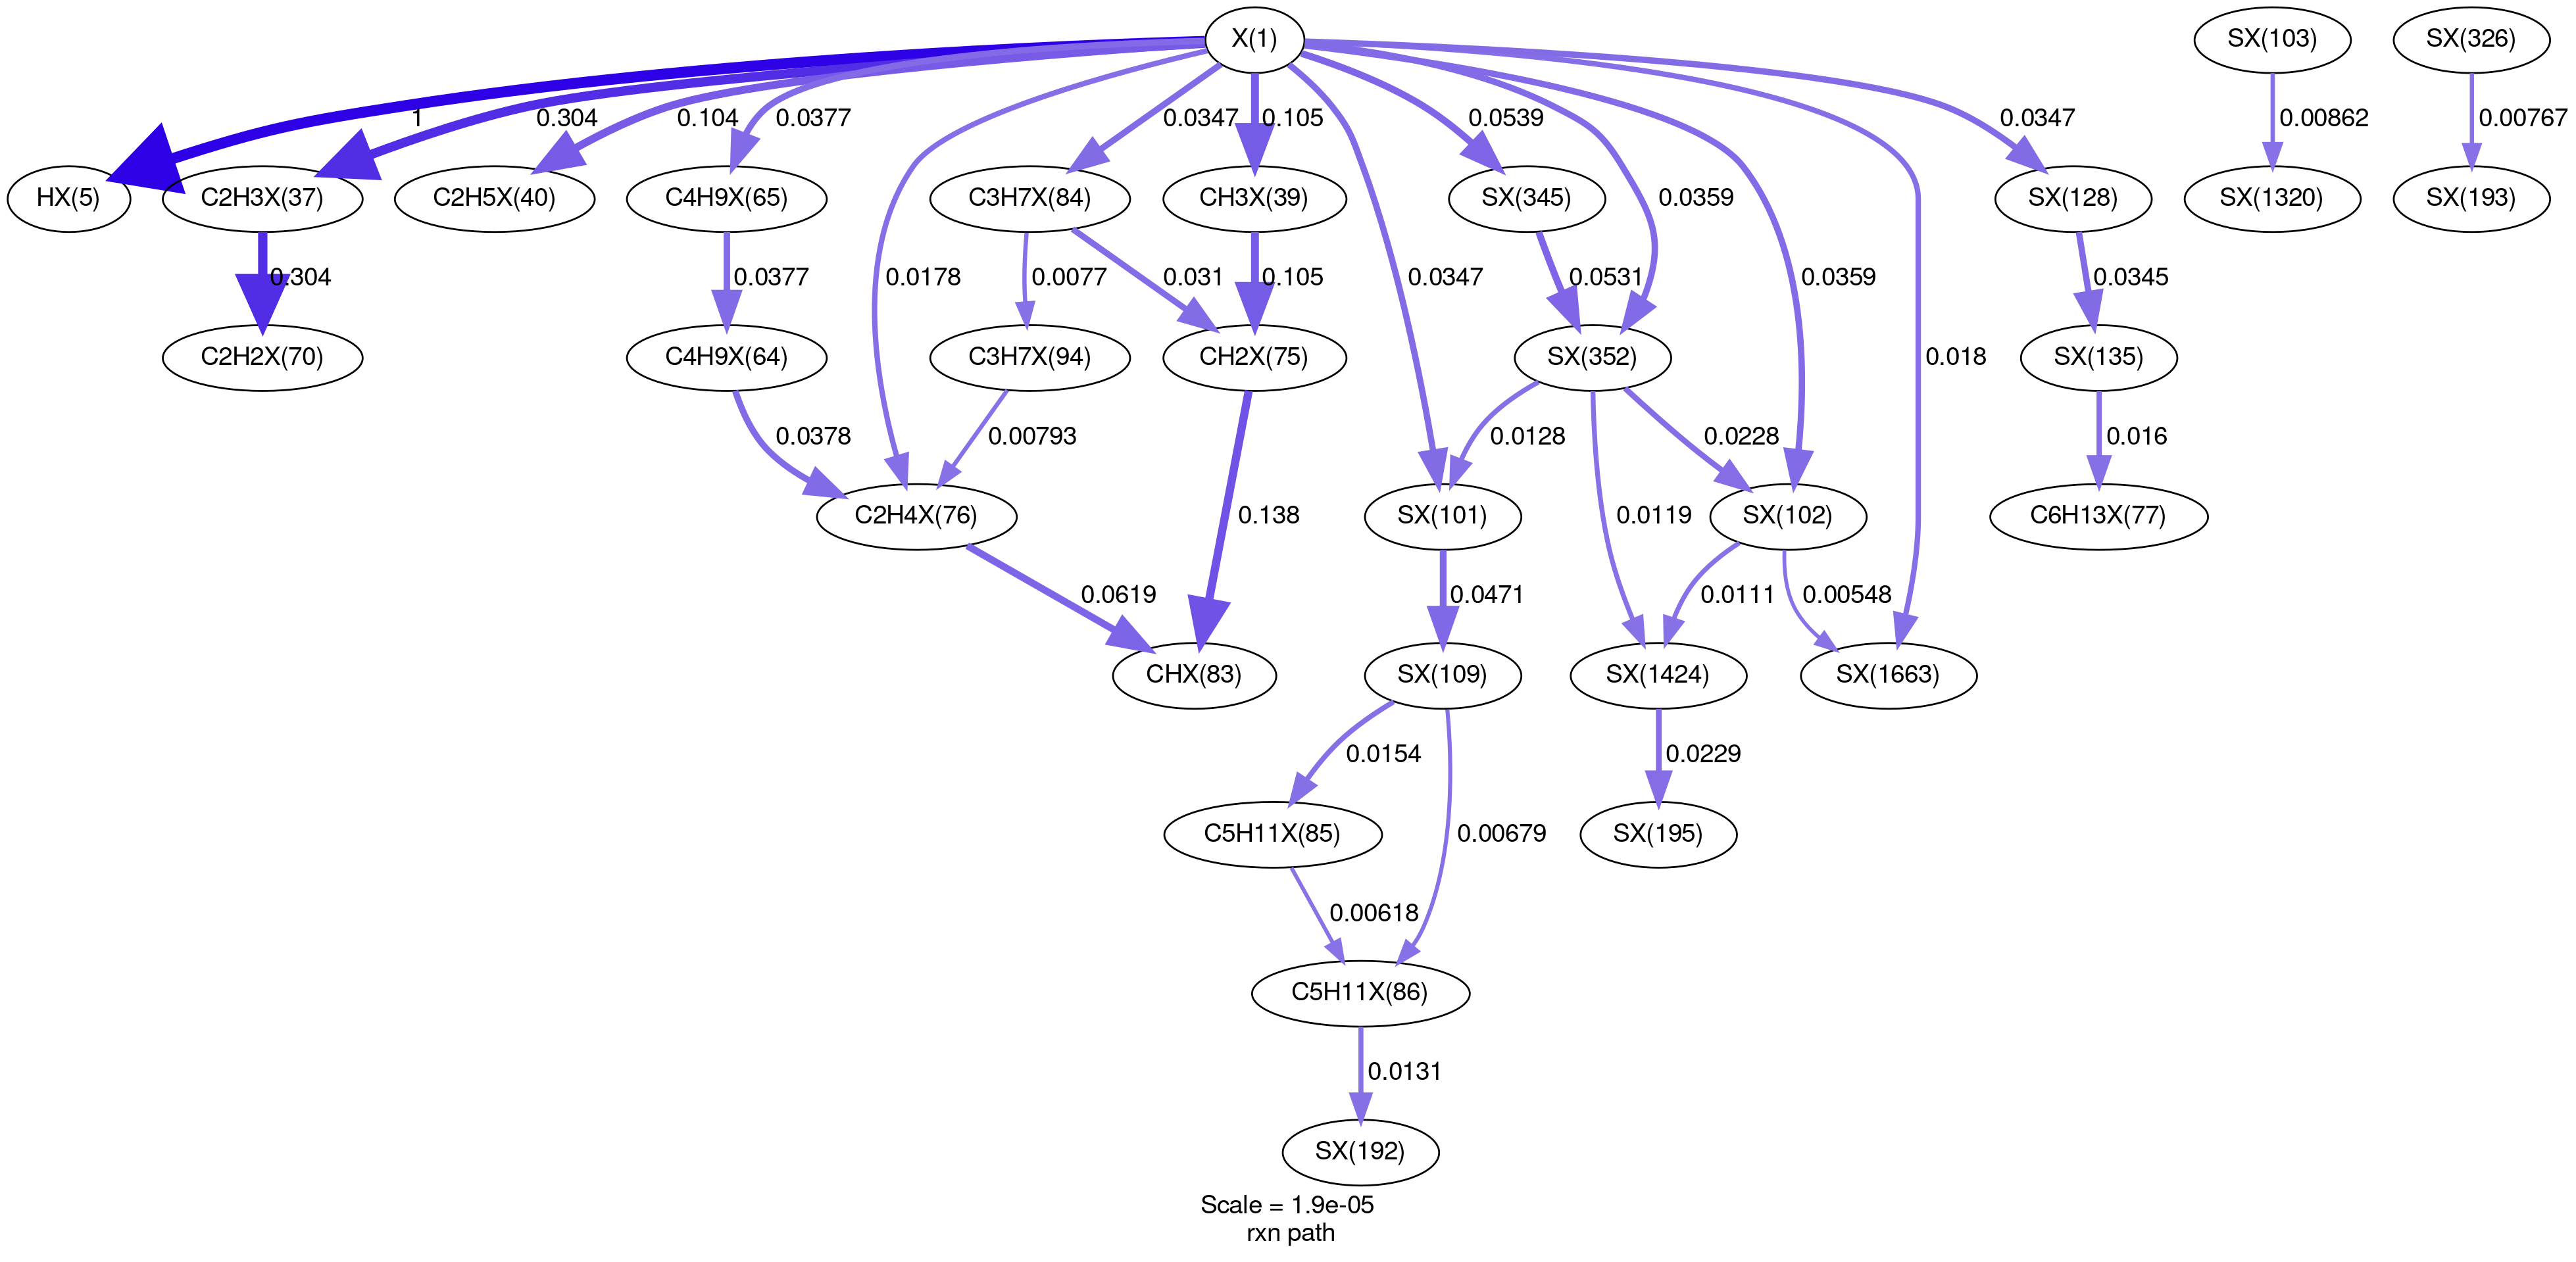 X(1)
SX(103)
SX(326)
1
0.304
0.104
0.0377
0.0347
0.105
0.0539
0.0347
0.00862
0.00767
HX(5)
C2H3X(37)
C2H5X(40)
C4H9X(65)
C3H7X(84)
CH3X(39)
SX(345)
SX(128)
SX(1320)
SX(193)
0.0359
0.304
0.0377
0.0178
0.0077
0.031
0.105
0.0347
0.0531
0.0359
0.0345
C2H2X(70)
C4H9X(64)
C3H7X(94)
CH2X(75)
SX(352)
0.018
SX(135)
0.0378
0.00793
0.0128
0.0228
0.016
C2H4X(76)
0.138
SX(101)
0.0119
SX(102)
C6H13X(77)
0.0619
0.0471
0.0111
0.00548
CHX(83)
SX(109)
SX(1424)
SX(1663)
0.0154
0.0229
C5H11X(85)
0.00679
SX(195)
0.00618
C5H11X(86)
0.0131
SX(192)
Scale = 1.9e-05
rxn path